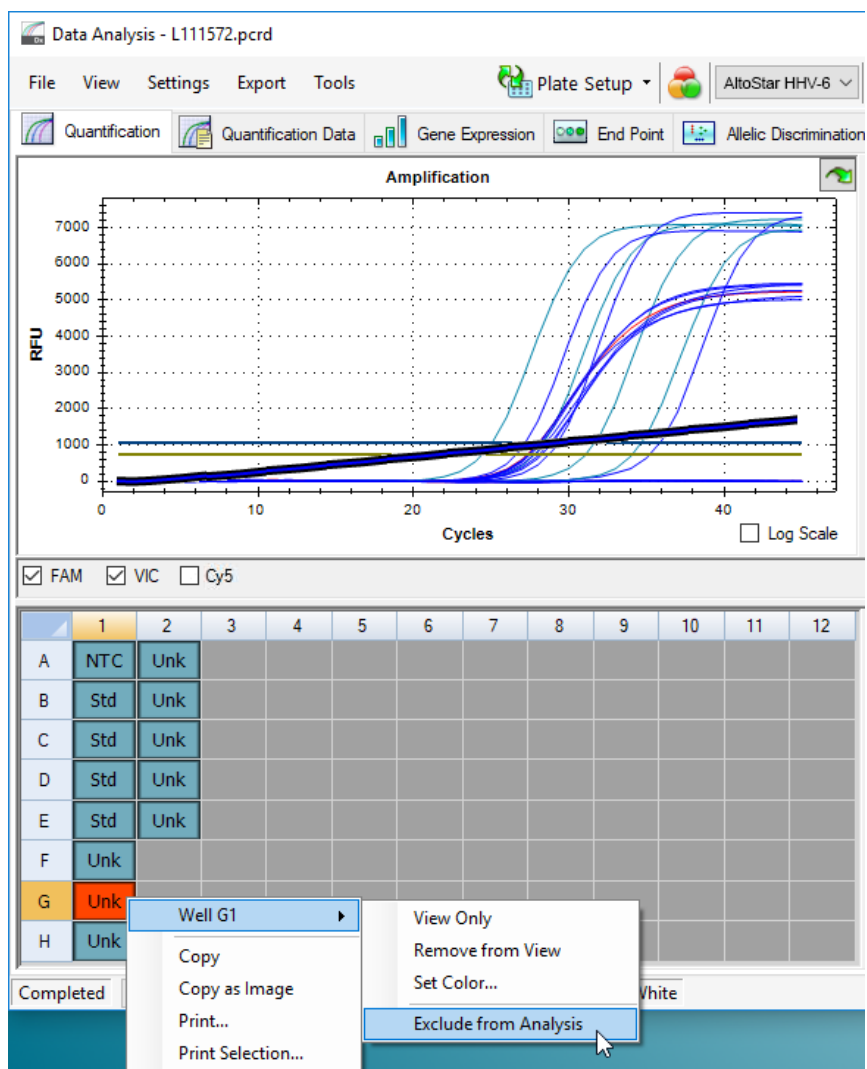 Data Analysis - L111572.pcrd
File View Settings Export Tools Plate Setup AltoStar HHV-6
Quantification Quantification Data Gene Expression End Point Allelic Discrimination
Amplification
RFU
7000
6000
5000
4000
3000
2000
1000
0
0 10 20 30 40
Cycles
Log Scale
FAM VIC Cy5
1 2 3 4 5 6 7 8 9 10 11 12
A NTC Unk
B Std Unk
C Std Unk
D Std Unk
E Std Unk
F Unk
G Unk
H Unk
Well G1
Copy
Copy as Image
Print...
Print Selection...
View Only
Remove from View
Set Color...
Exclude from Analysis
Completed